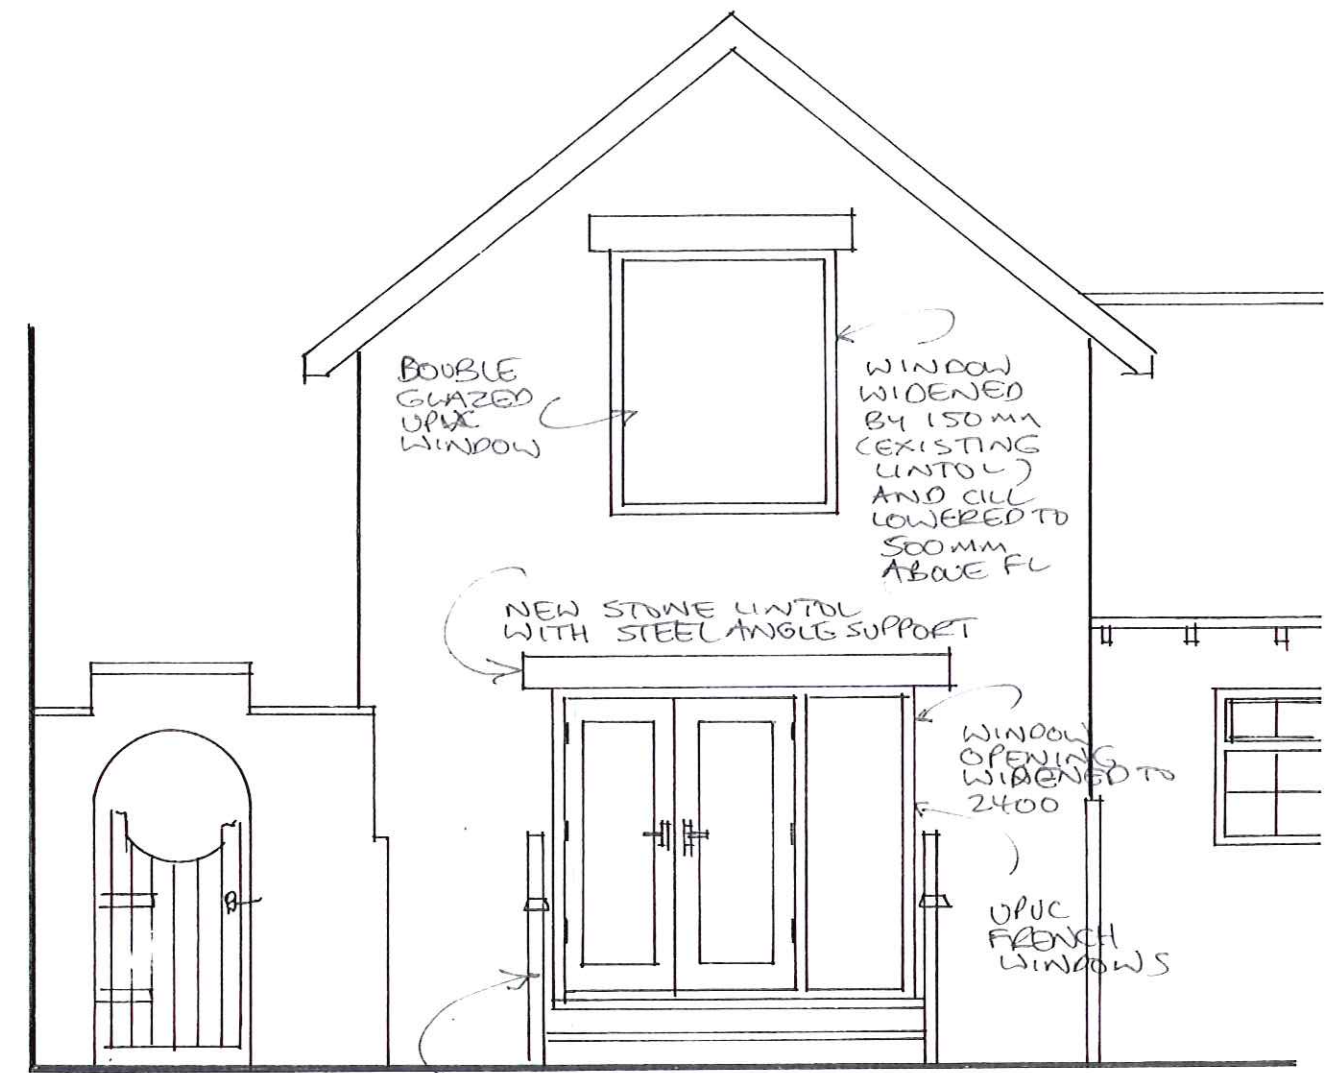 DOUBLE
GLAZED
UPVC
WINDOW
WINDOW
WIDENED
BY 150MM
(EXISTING
LINTOL)
AND CILL
LOWERED TO
500MM
ABOVE FL
NEW STONE LINTOL
WITH STEEL ANGLE SUPPORT
WINDOW
OPENING
WIDENED TO
2400
UPVC
FRENCH
WINDOWS